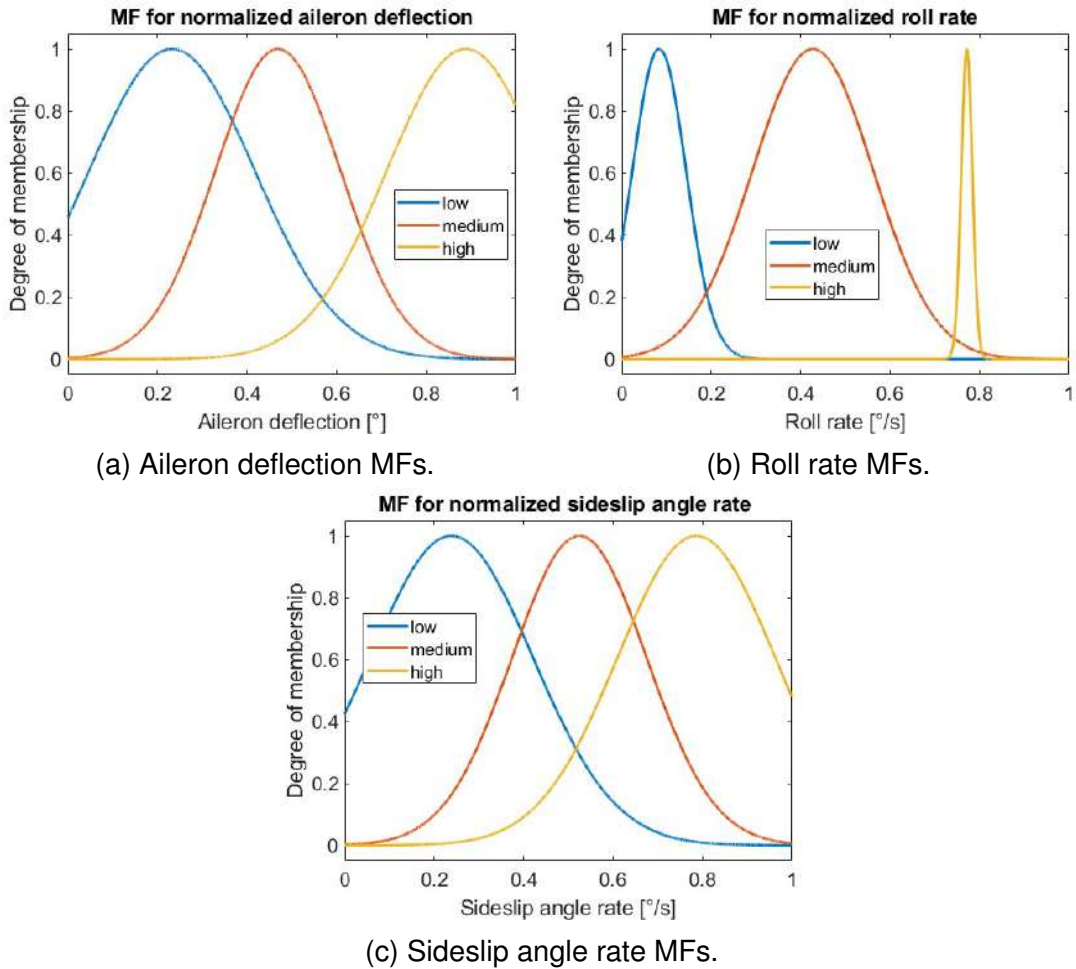 MF for normalized aileron deflection
1
0.8
0.6
0.4
0.2
0
Degree of membership
low
medium
high
0
0.2
0.4
0.6
0.8
1
Aileron deflection [°]
(a) Aileron deflection MFs.
MF for normalized roll rate
1
0.8
0.6
0.4
0.2
0
Degree of membership
low
medium
high
0
0.2
0.4
0.6
0.8
1
Roll rate [°/s]
(b) Roll rate MFs.
MF for normalized sideslip angle rate
1
0.8
0.6
0.4
0.2
0
Degree of membership
low
medium
high
0
0.2
0.4
0.6
0.8
1
Sideslip angle rate [°/s]
(c) Sideslip angle rate MFs.